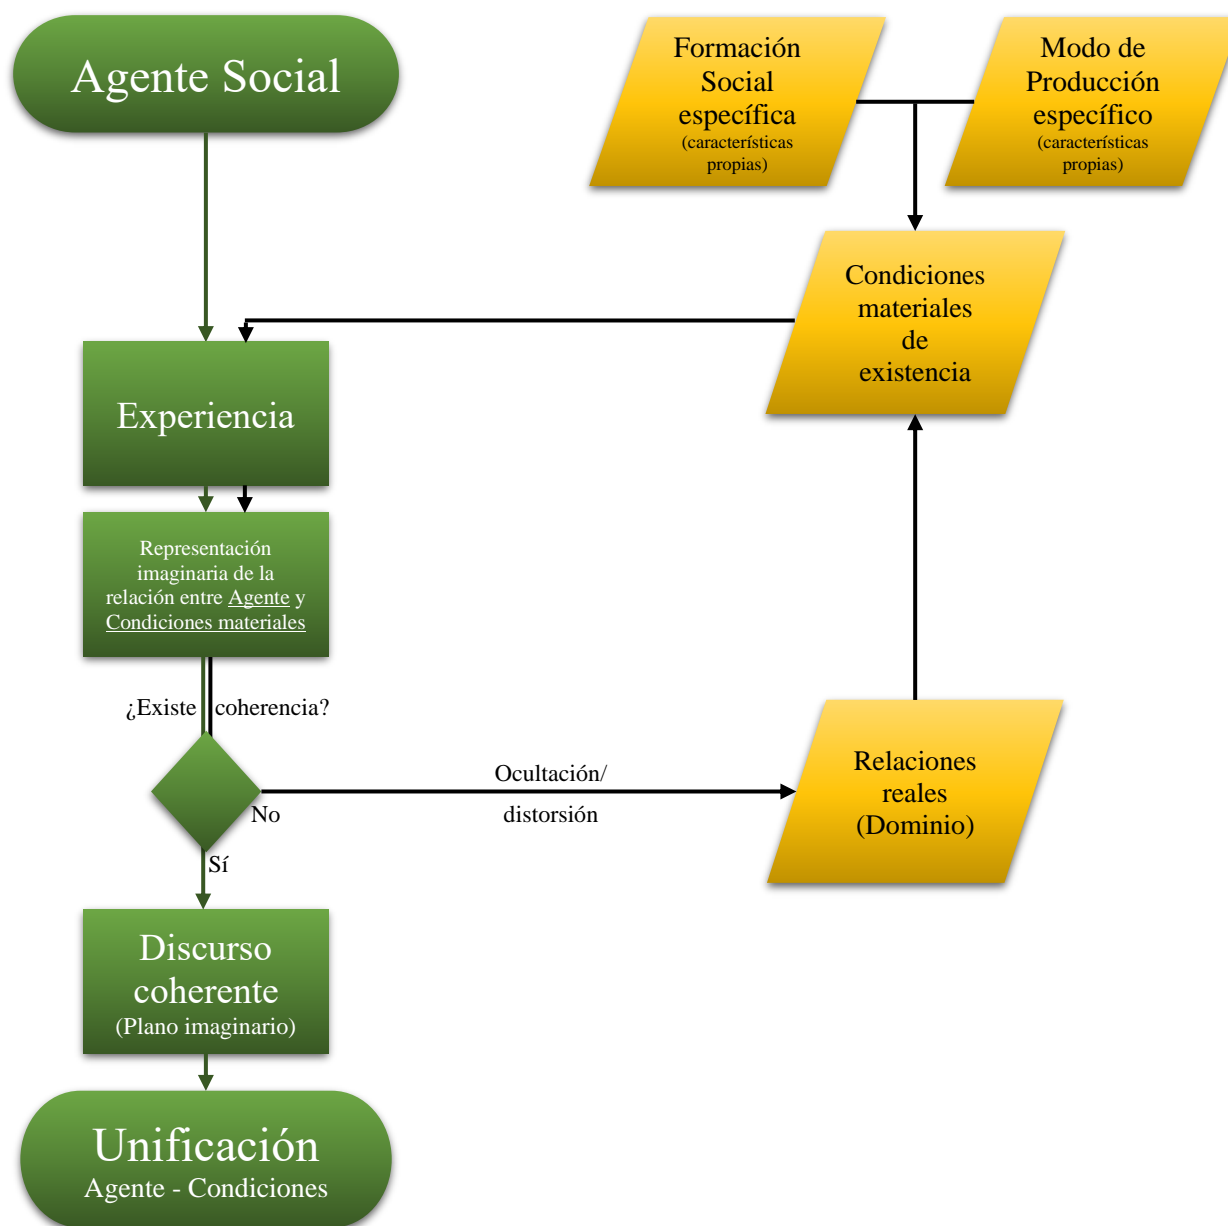 Agente Social
Formación
Social
específica
(características
propias)
Modo de
Producción
específico
(características
propias)
Condiciones
materiales
de
existencia
Experiencia
Representación
imaginaria de la
relación entre Agente y
Condiciones materiales
¿Existe coherencia?
Ocultación/
distorsión
No
Sí
Relaciones
reales
(Dominio)
Discurso
coherente
(Plano imaginario)
Unificación
Agente - Condiciones